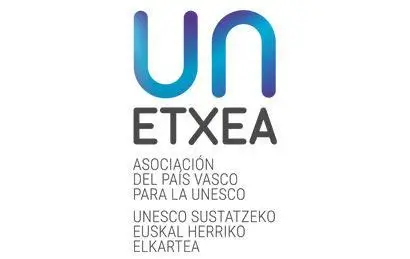 un
ETXEA
ASOCIACIÓN
DEL PAÍS VASCO
PARA LA UNESCO
UNESCO SUSTATZEKO
EUSKAL HERRIKO
ELKARTEA